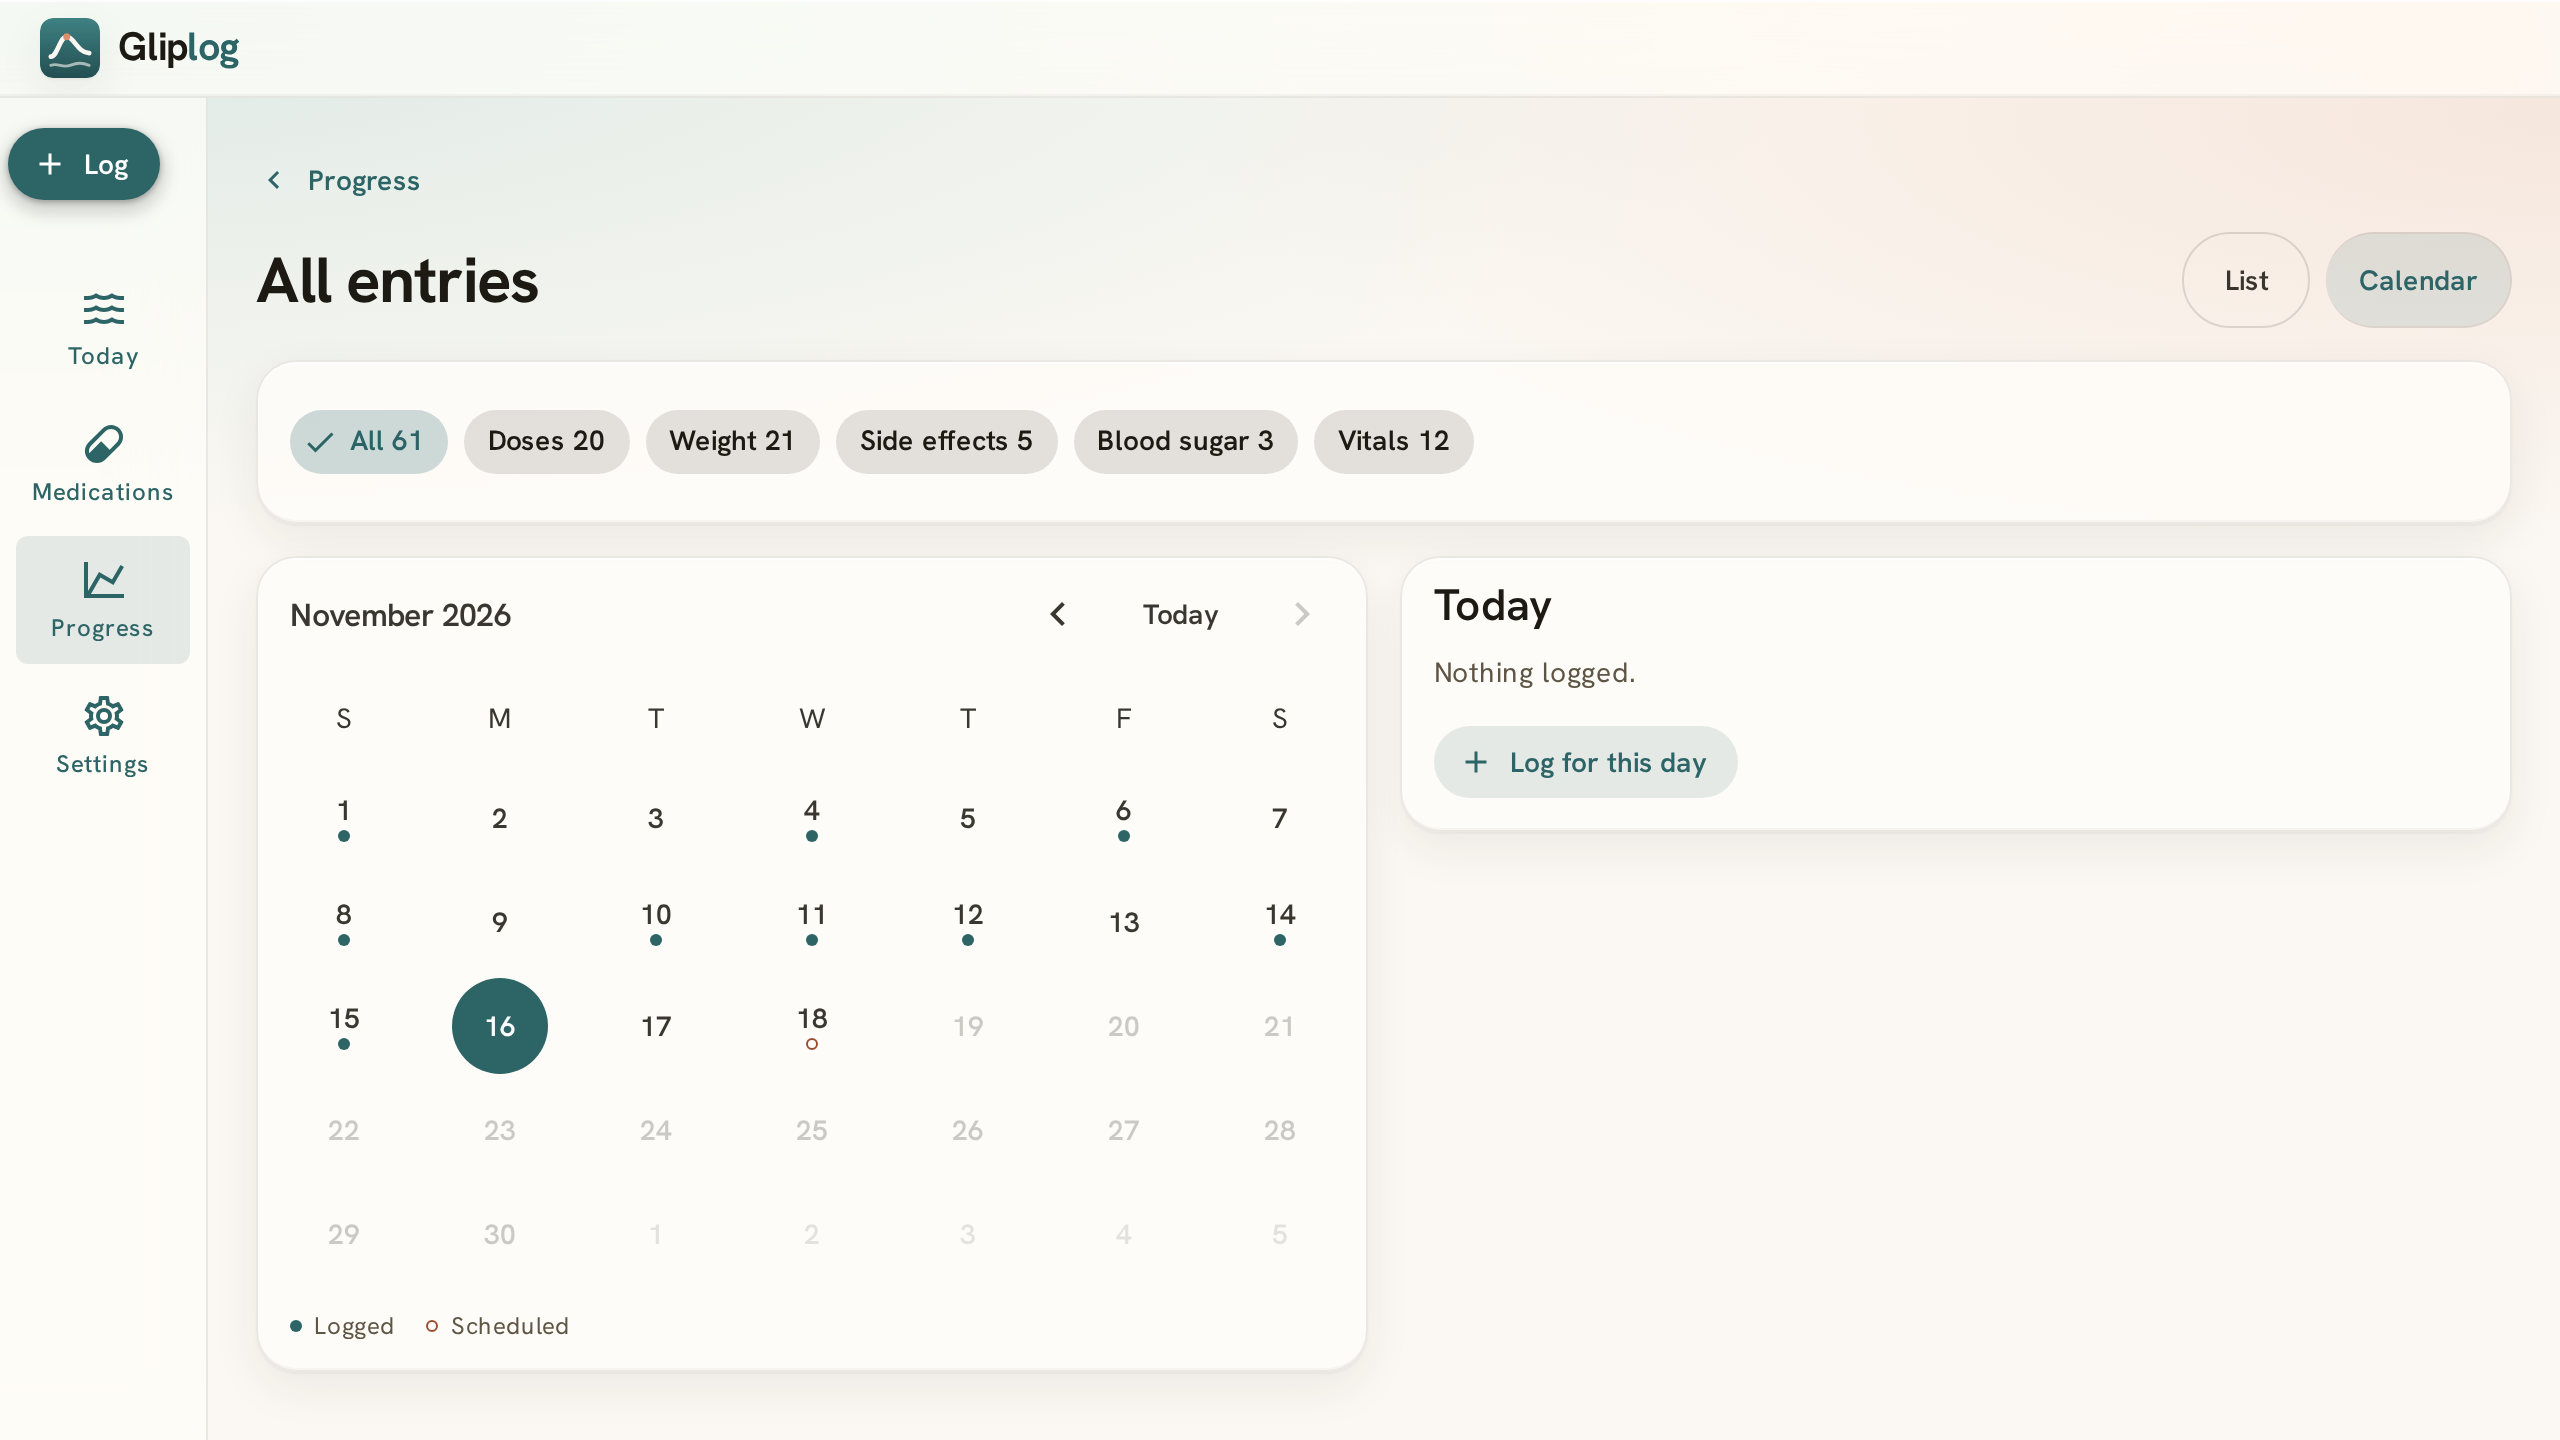 Gliplog
Log
Today
Medications
Progress
Settings
Progress
All entries
List
Calendar
All 61
Doses 20
Weight 21
Side effects 5
Blood sugar 3
Vitals 12
November 2026
Today
S M T W T F S
1 2 3 4 5 6 7
8 9 10 11 12 13 14
15 16 17 18 19 20 21
22 23 24 25 26 27 28
29 30 1 2 3 4 5
Logged
Scheduled
Today
Nothing logged.
Log for this day